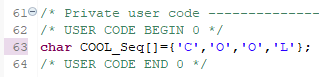 61 /* Private user code ---------------
62 /* USER CODE BEGIN 0 */
63 char COOL_Seq[]={'C','O','O','L'};
64 /* USER CODE END 0 */